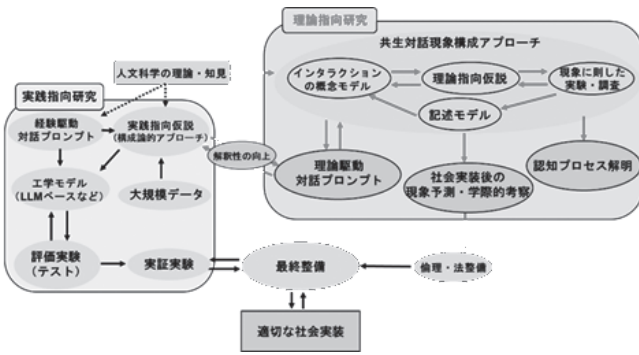 理論指向研究
共生対話現象構成アプローチ
インタラクション
の概念モデル
理論指向仮説
現象に則した
実験・調査
記述モデル
理論駆動
対話プロンプト
社会実装後の
現象予測・学際的考察
認知プロセス解明
人文科学の理論・知見
実践指向研究
経験駆動
対話プロンプト
実践指向仮説
(構成論的アプローチ)
解釈性の向上
工学モデル
(LLMベースなど)
大規模データ
評価実験
(テスト)
実証実験
最終整備
倫理・法整備
適切な社会実装